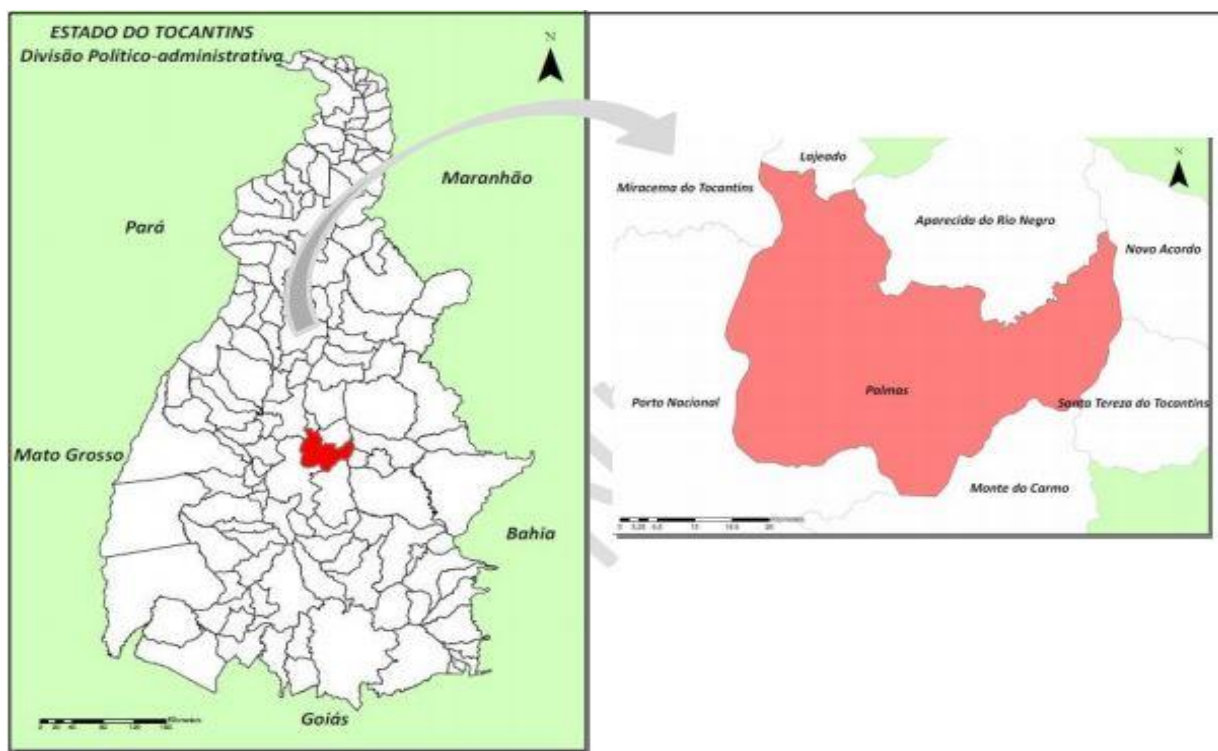 ESTADO DO TOCANTINS
Divisão Político-administrativa
N
Maranhão
Pará
Mato Grosso
Bahia
Goiás
N
Lajeado
Miracema do Tocantins
Aparecida do Rio Negro
Novo Acordo
Porto Nacional
Palmas
Santa Tereza do Tocantins
Monte do Carmo